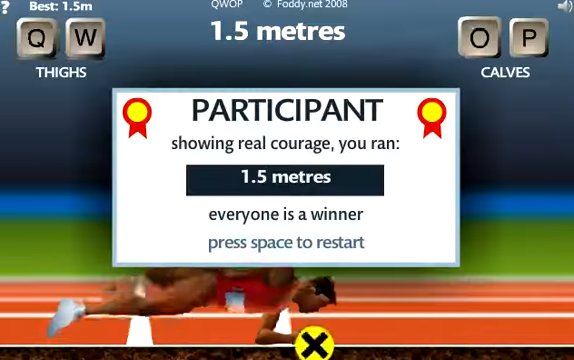 ? Best: 1.5m QWOP © Foddy.net 2008
Q W 1.5 metres O P
THIGHS CALVES
PARTICIPANT
showing real courage, you ran:
1.5 metres
everyone is a winner
press space to restart